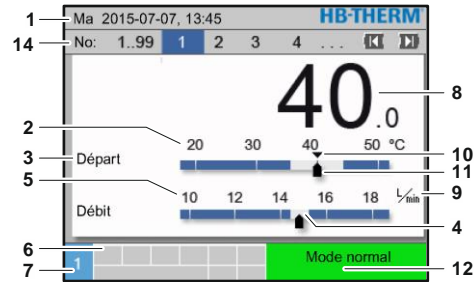 1 Ma 2015-07-07, 13:45 HB-THERM
14 No: 1..99 1 2 3 4 ...
40.0 8
2 20 30 40 50 °C 10
3 Départ 11
5 10 12 14 16 18 L/min 9
Débit 4
6 Mode normal
7 1 12